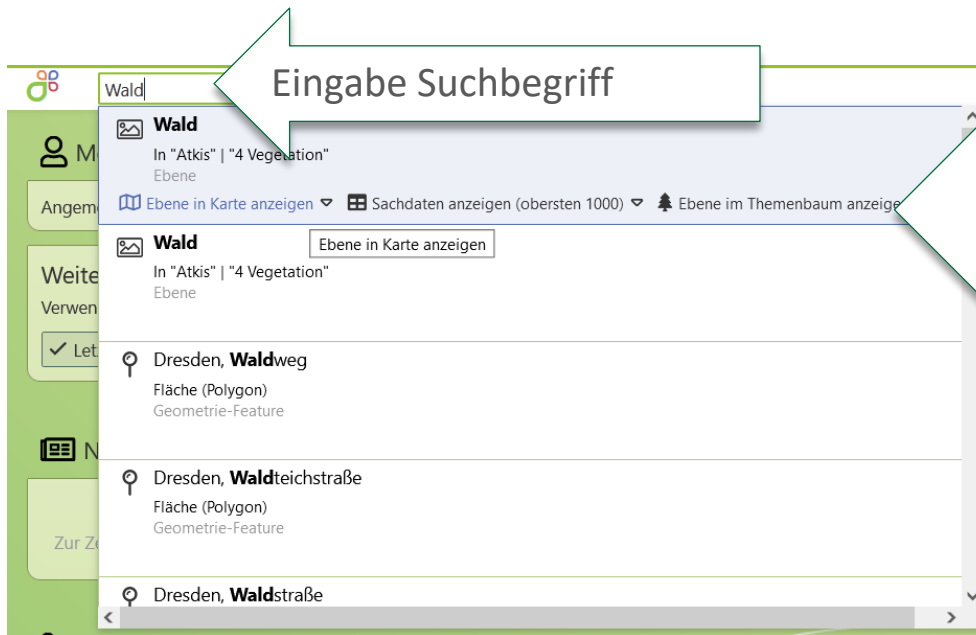 Eingabe Suchbegriff
Wald
Wald
In "Atkis" | "4 Vegetation"
Ebene
Ebene in Karte anzeigen Sachdaten anzeigen (obersten 1000) Ebene im Themenbaum anzeige
Ebene in Karte anzeigen
Wald
In "Atkis" | "4 Vegetation"
Ebene
Dresden, Waldweg
Fläche (Polygon)
Geometrie-Feature
Dresden, Waldteichstraße
Fläche (Polygon)
Geometrie-Feature
Dresden, Waldstraße
M
Angem
Weite
Verwen
Let
N
Zur Ze